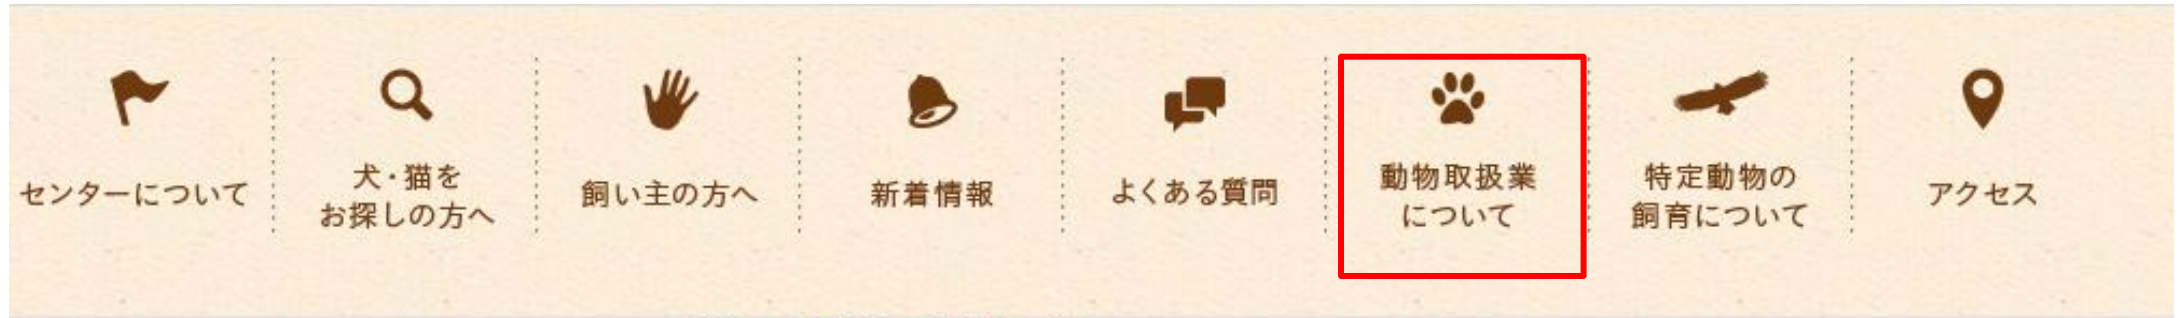 センターについて
犬・猫を
お探しの方へ
飼い主の方へ
新着情報
よくある質問
動物取扱業
について
特定動物の
飼育について
アクセス